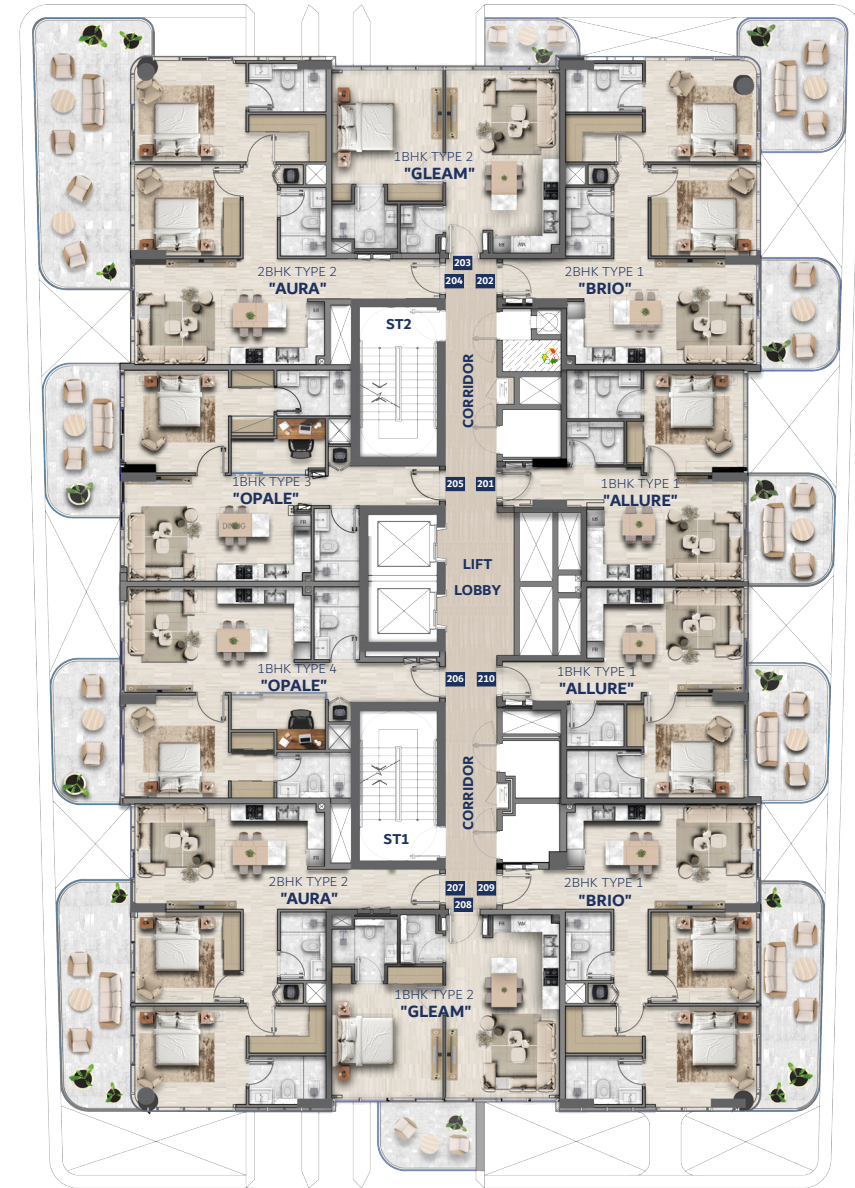 1BHK TYPE 2
"GLEAM"
203
204
202
2BHK TYPE 2
"AURA"
2BHK TYPE 1
"BRIO"
ST2
CORRIDOR
1BHK TYPE 3
"OPALE"
205
201
1BHK TYPE 1
"ALLURE"
DINING
FR
LIFT
LOBBY
1BHK TYPE 4
"OPALE"
206
210
1BHK TYPE 1
"ALLURE"
FR
CORRIDOR
ST1
2BHK TYPE 2
"AURA"
207
209
208
2BHK TYPE 1
"BRIO"
1BHK TYPE 2
"GLEAM"